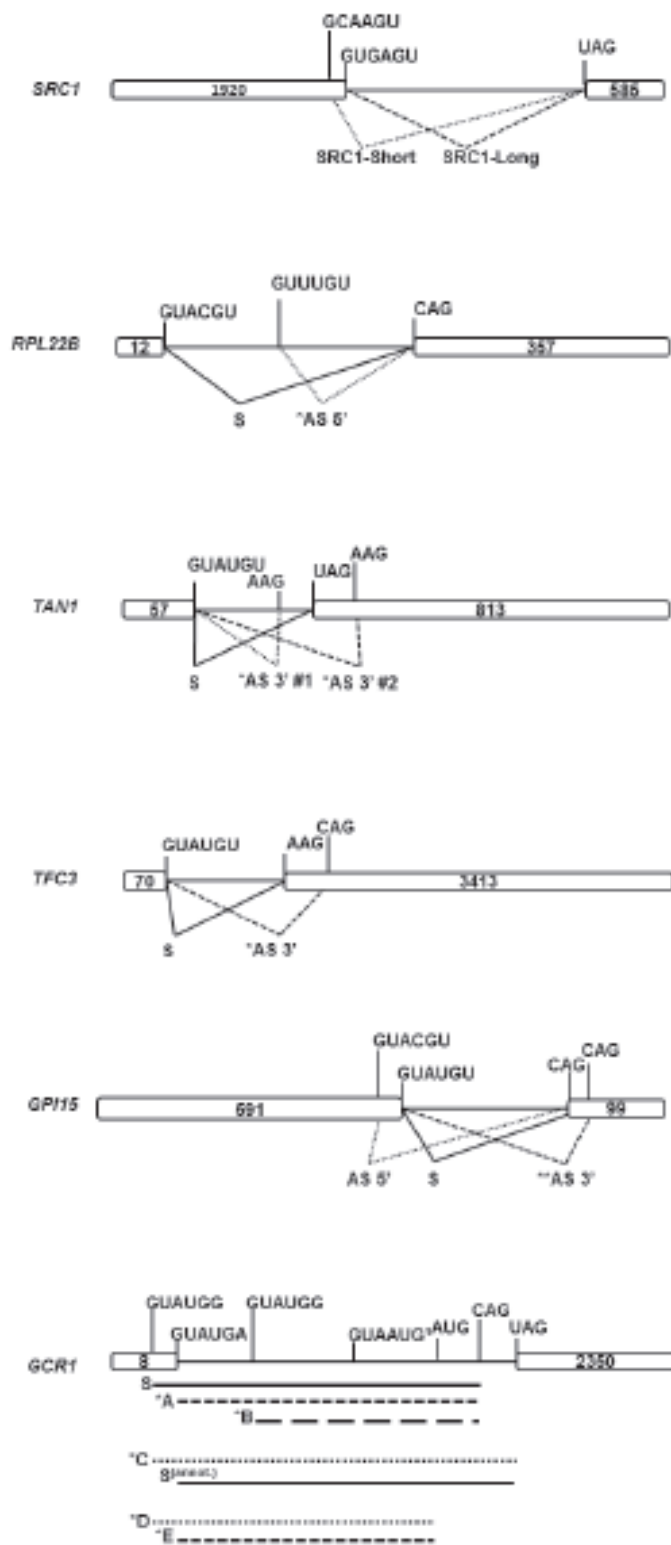 GCAAGU
GUGAGU UAG
SRC1 1920 586
SRC1-Short SRC1-Long
GUUUGU
GUACGU CAG
RPL22B 12 357
S *AS 5'
GUAUGU AAG UAG AAG
TAN1 57 813
S *AS 3' #1 *AS 3' #2
GUAUGU AAG CAG
TFC3 70 3413
S *AS 3'
GUACGU
GUAUGU CAG CAG
GPI15 591 99
AS 5' S **AS 3'
GUAUGG GUAUGG CAG
GUAUGA GUAAUG* AUG UAG
GCR1 8 2350
S
*A
*B
*C
S(annot.)
*D
*E